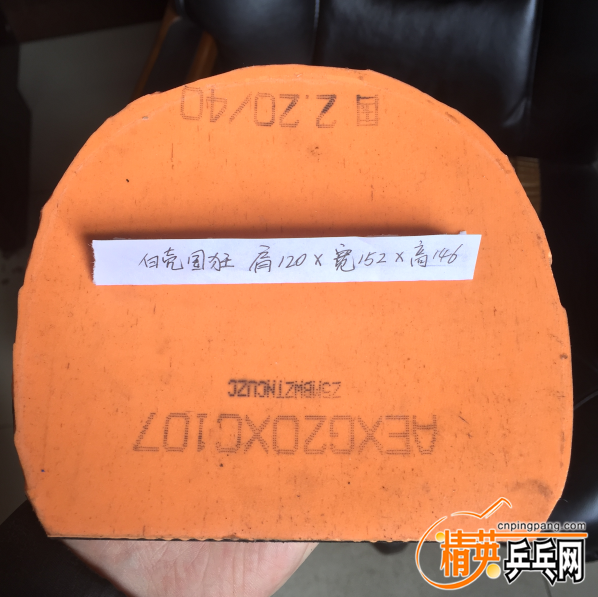 国 2.20/40
白壳国狂 肩120×宽152×高146
Z5MBWZTNCUZC
AEXG20XC107
cnpingpang.com
精英乒乓网